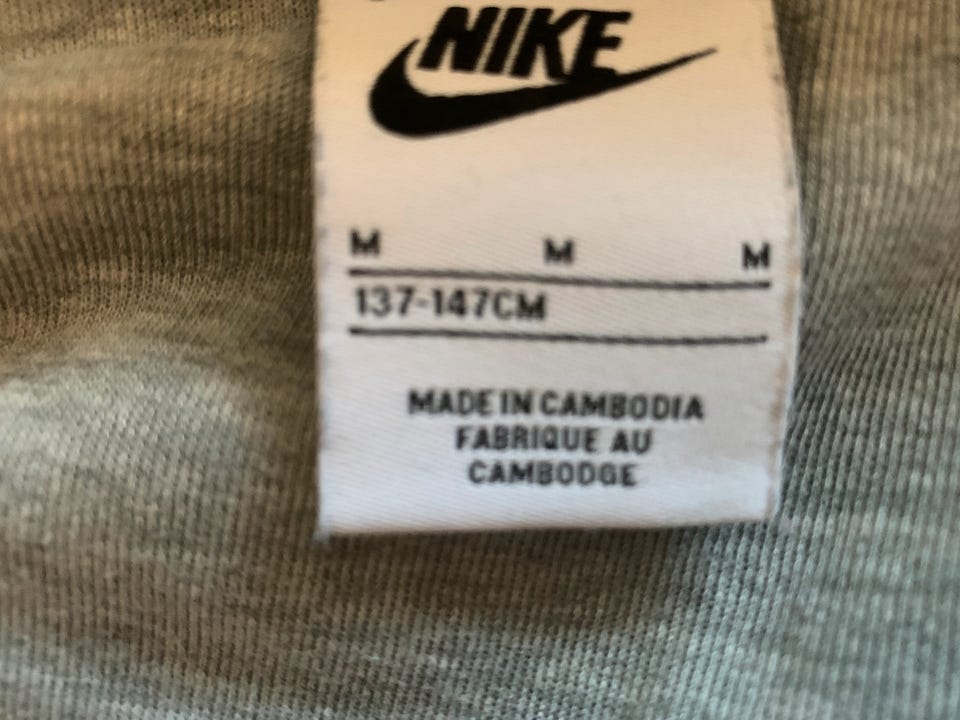 NIKE
M M M
137-147CM
MADE IN CAMBODIA
FABRIQUE AU
CAMBODGE